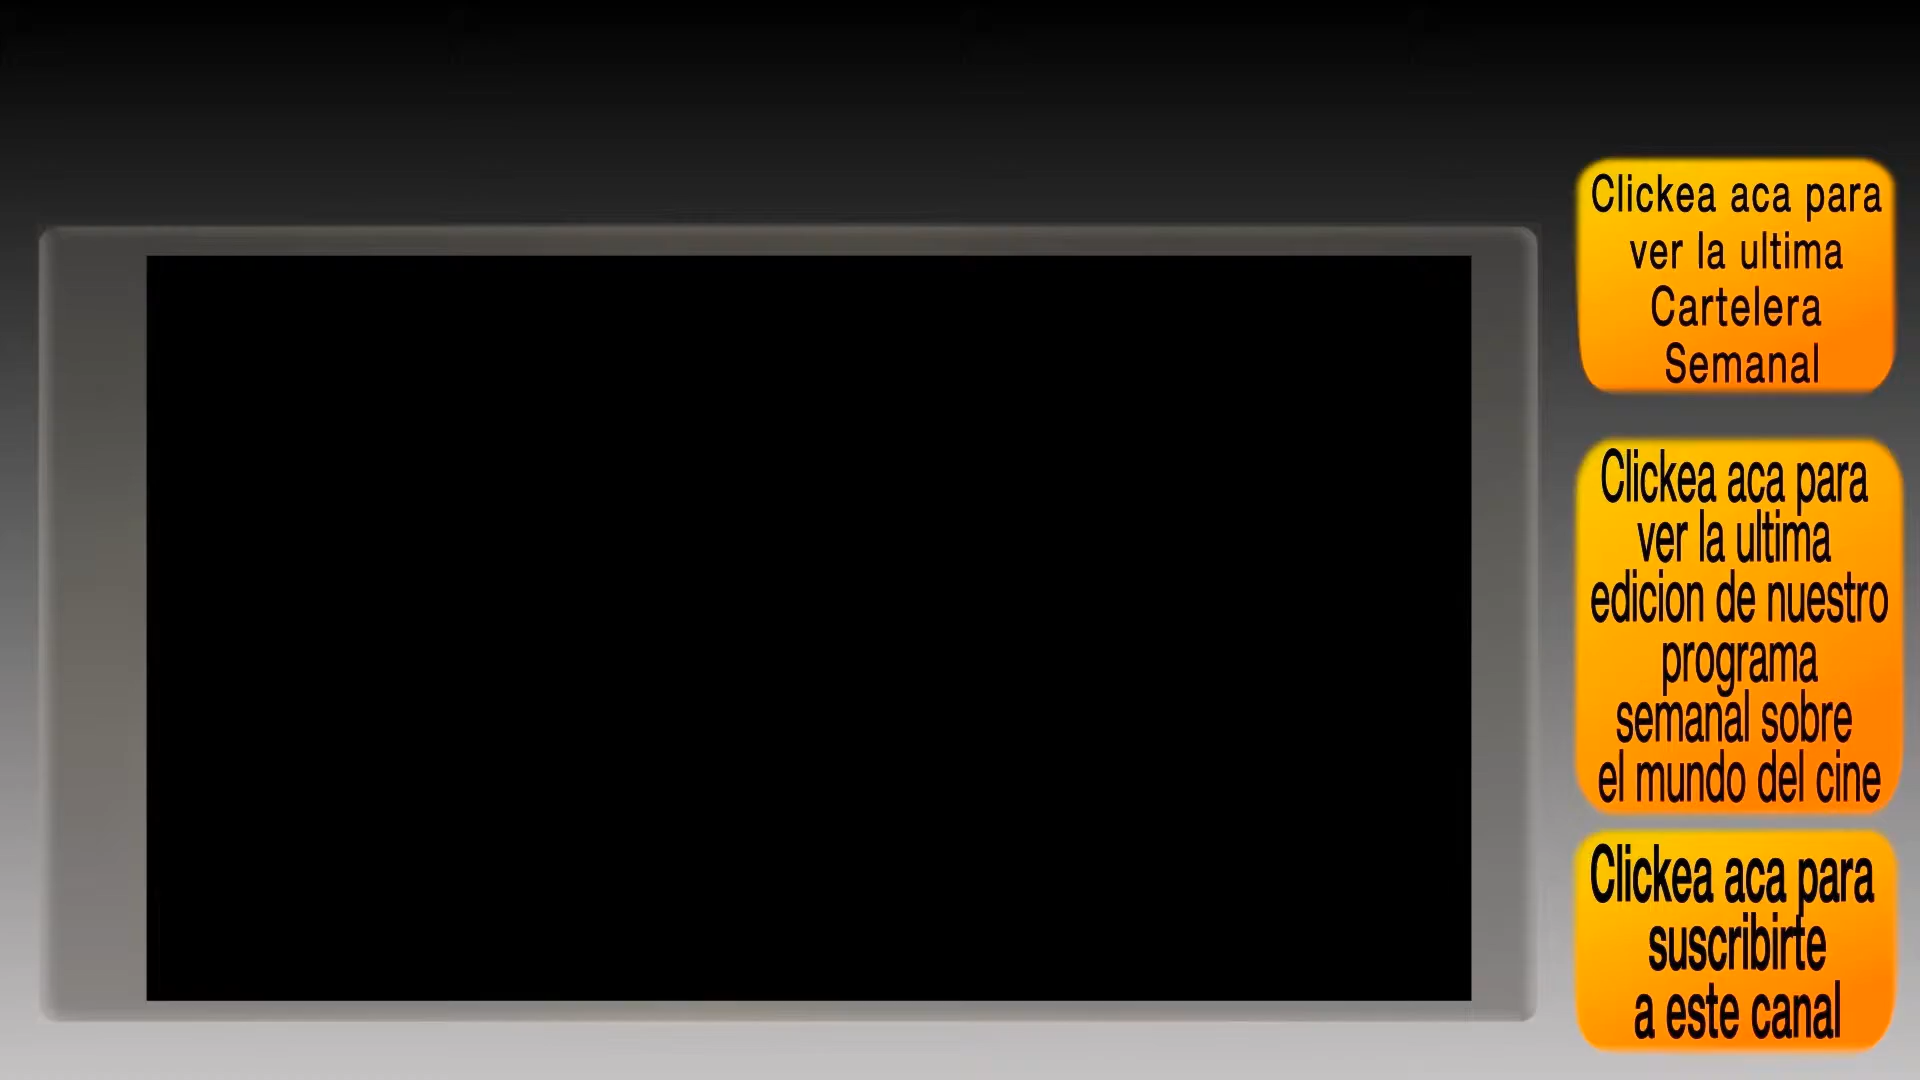 Clickea aca para
ver la ultima
Cartelera
Semanal
Clickea aca para
ver la ultima
edicion de nuestro
programa
semanal sobre
el mundo del cine
Clickea aca para
suscribirte
a este canal